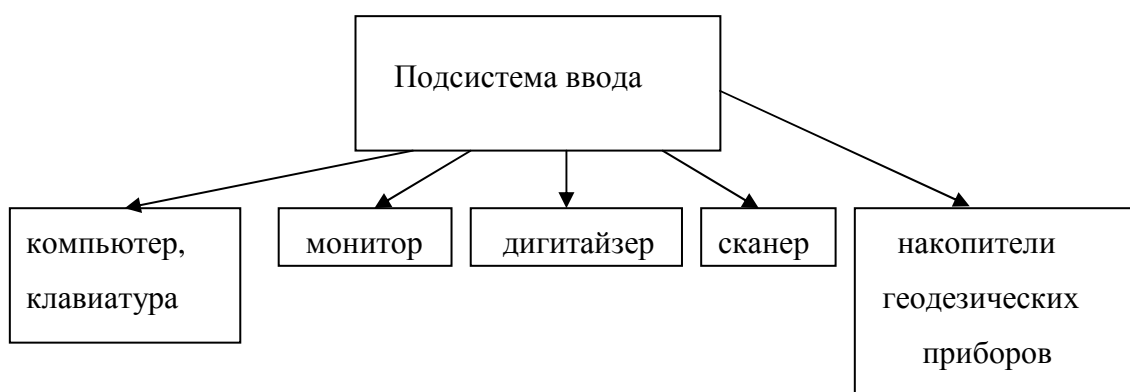 Подсистема ввода
компьютер,
клавиатура
монитор
дигитайзер
сканер
накопители
геодезических
приборов